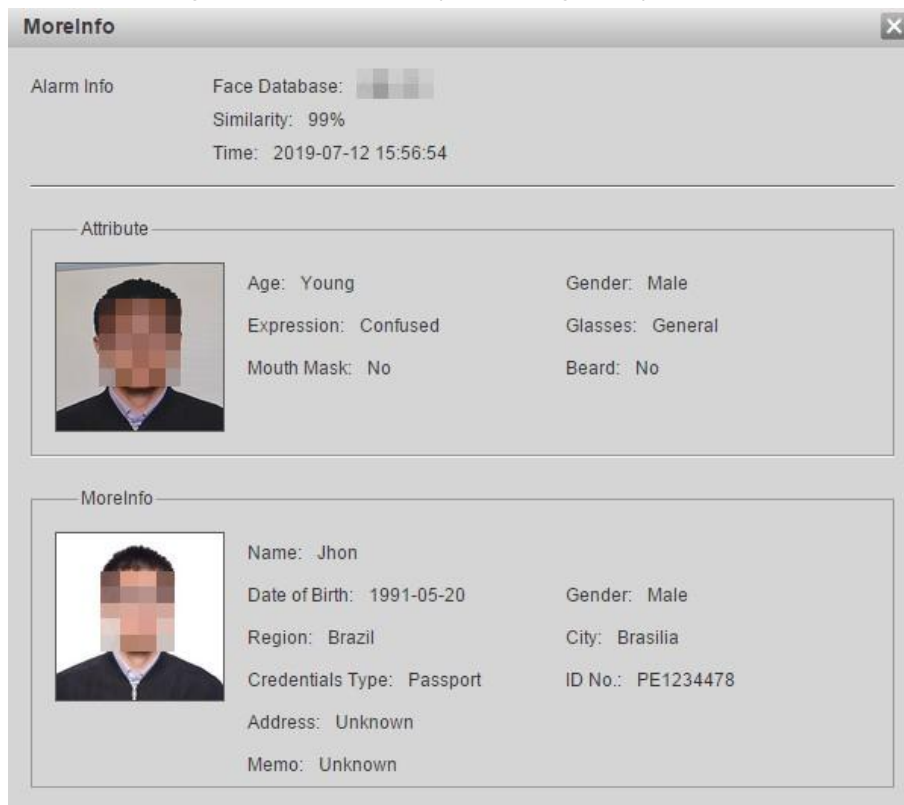 MoreInfo
Alarm Info
Face Database:
Similarity: 99%
Time: 2019-07-12 15:56:54
Attribute
Age: Young Gender: Male
Expression: Confused Glasses: General
Mouth Mask: No Beard: No
MoreInfo
Name: Jhon
Date of Birth: 1991-05-20 Gender: Male
Region: Brazil City: Brasilia
Credentials Type: Passport ID No.: PE1234478
Address: Unknown
Memo: Unknown